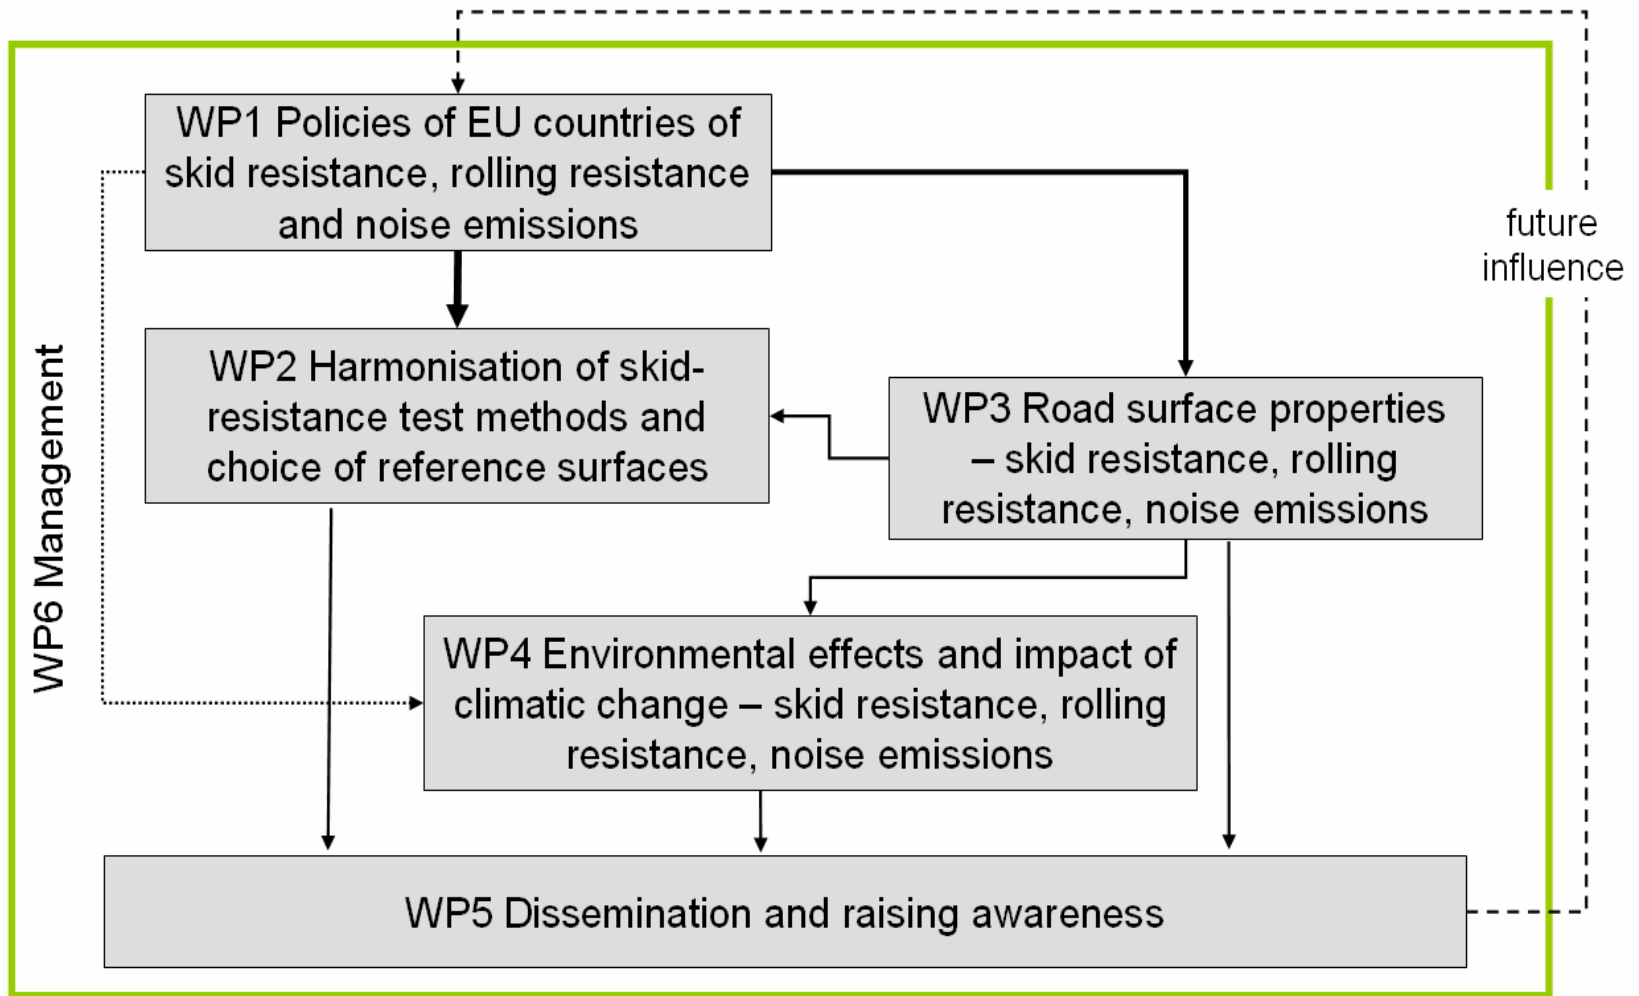 WP1 Policies of EU countries of
skid resistance, rolling resistance
and noise emissions
future
influence
WP2 Harmonisation of skid-
resistance test methods and
choice of reference surfaces
WP3 Road surface properties
– skid resistance, rolling
resistance, noise emissions
WP6 Management
WP4 Environmental effects and impact of
climatic change – skid resistance, rolling
resistance, noise emissions
WP5 Dissemination and raising awareness